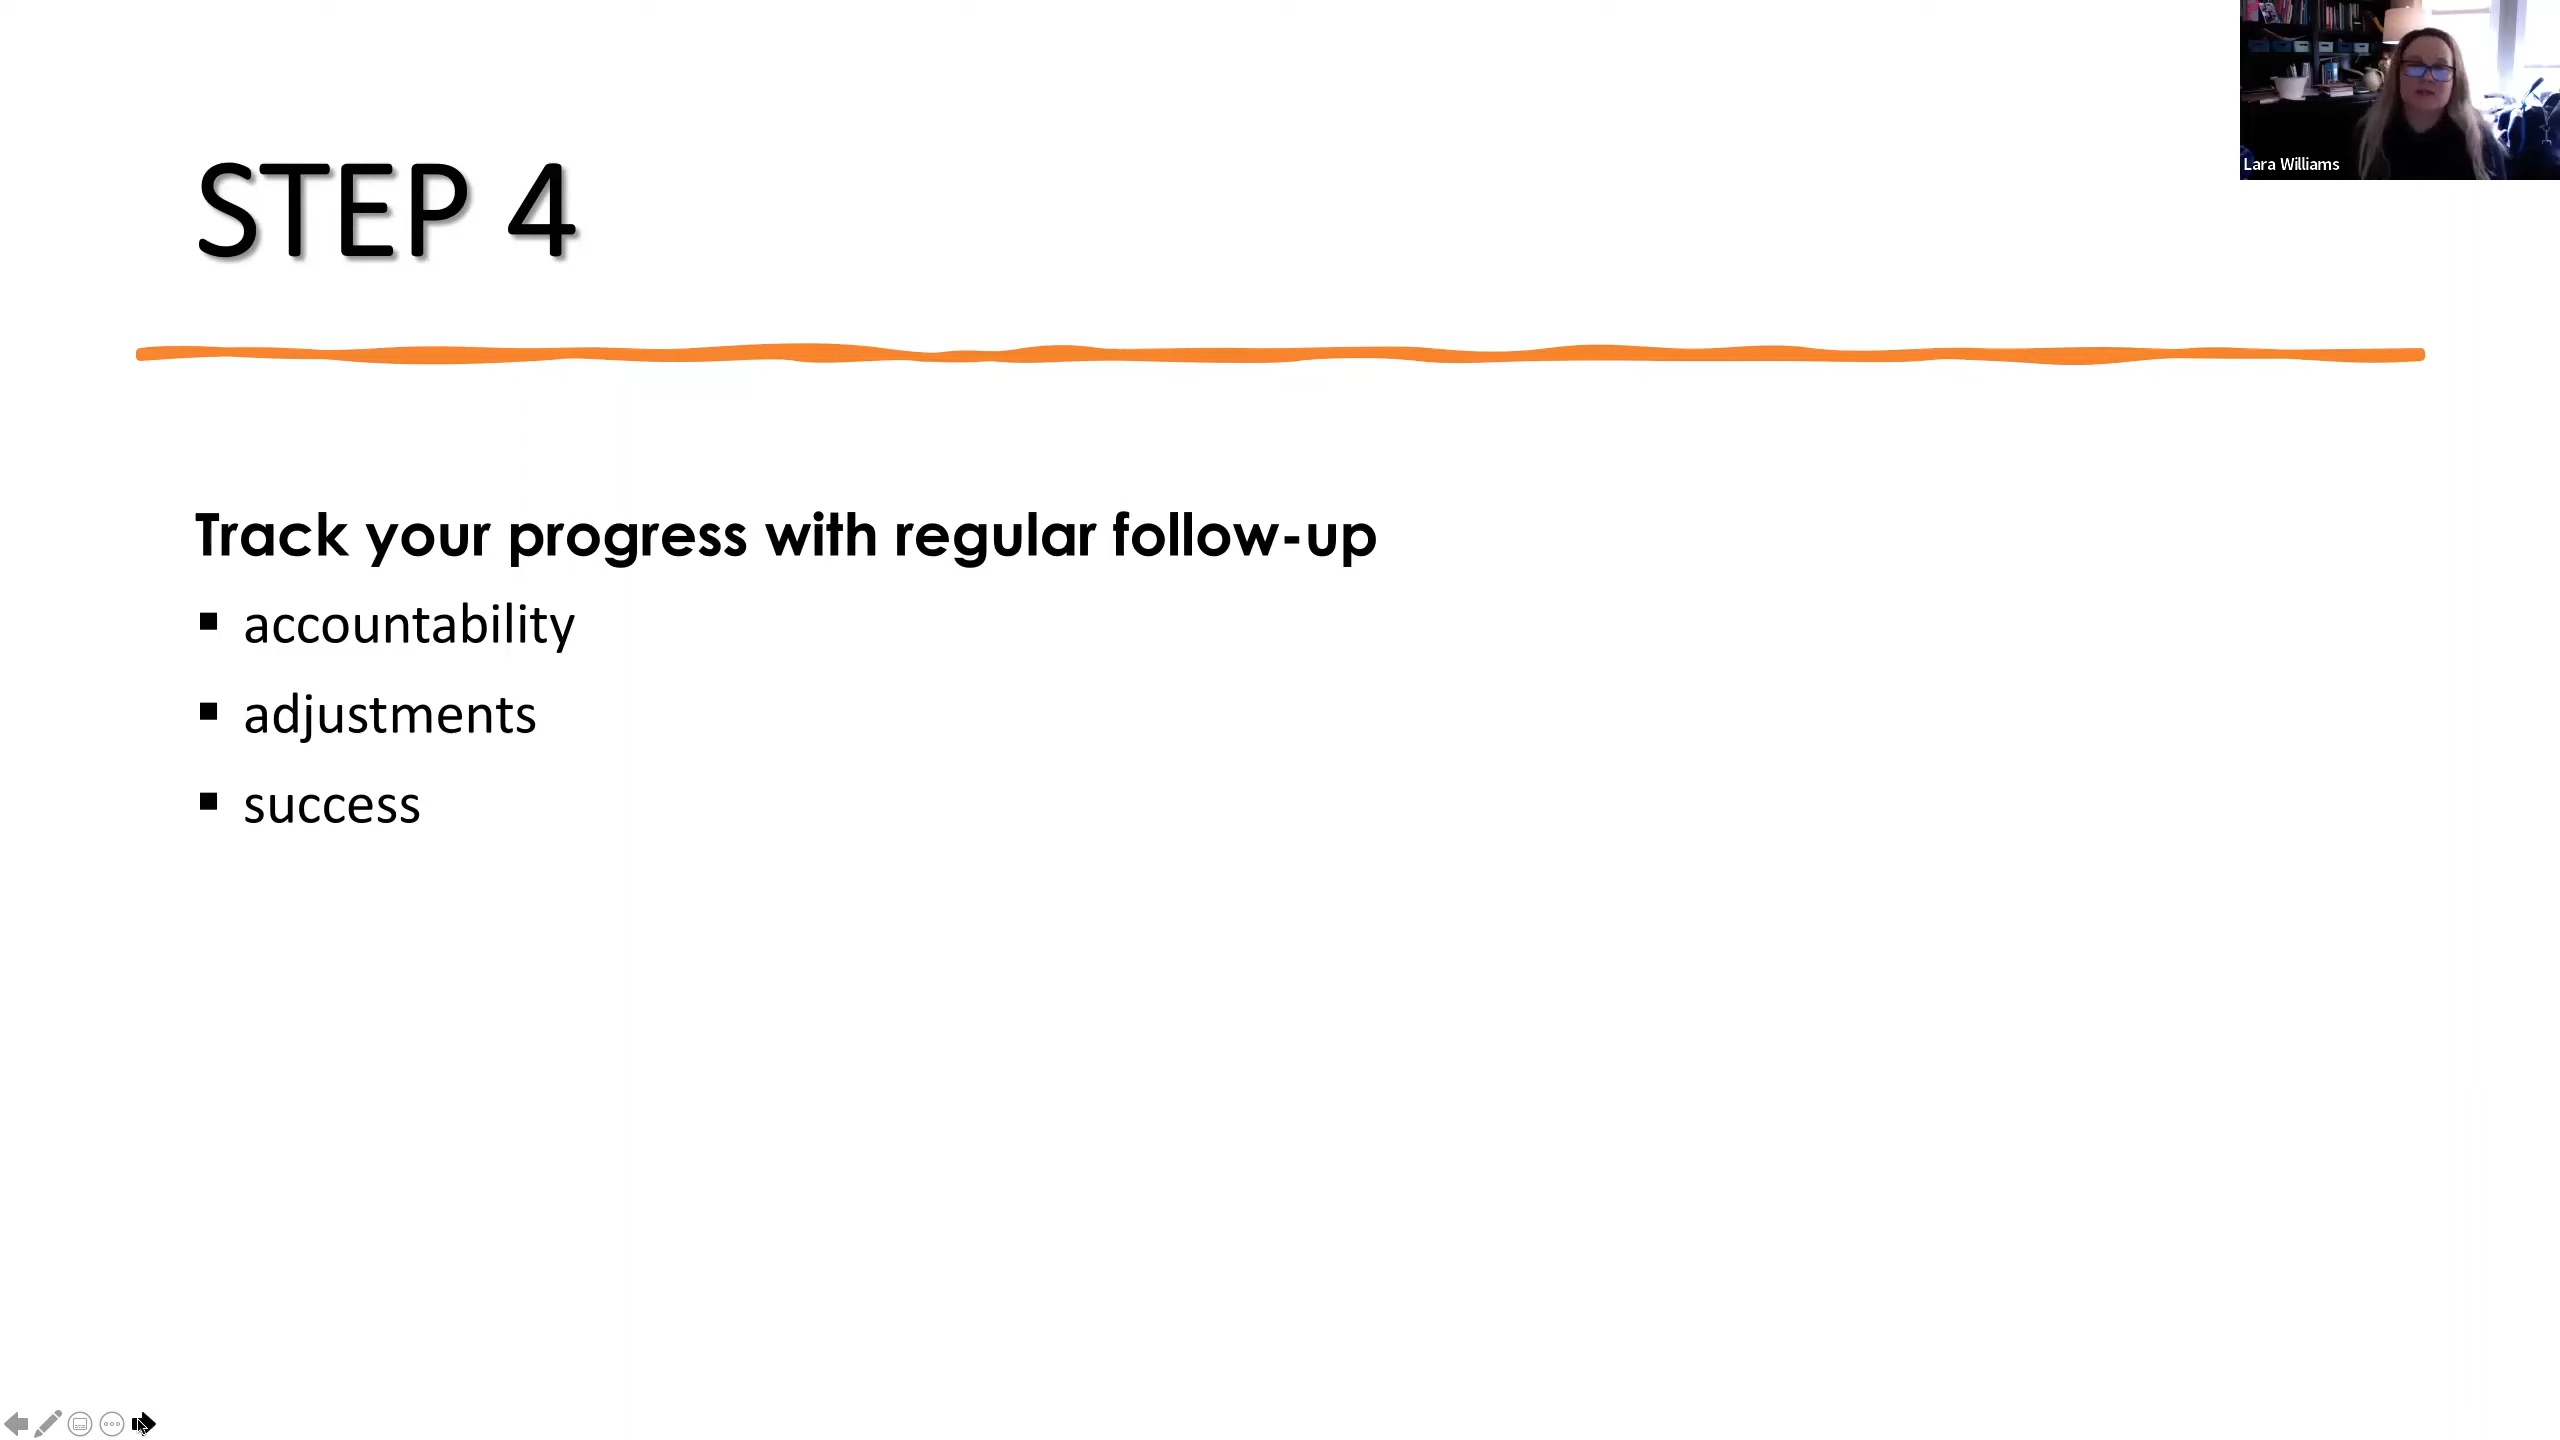 Lara Williams
STEP 4
Track your progress with regular follow-up
accountability
adjustments
success